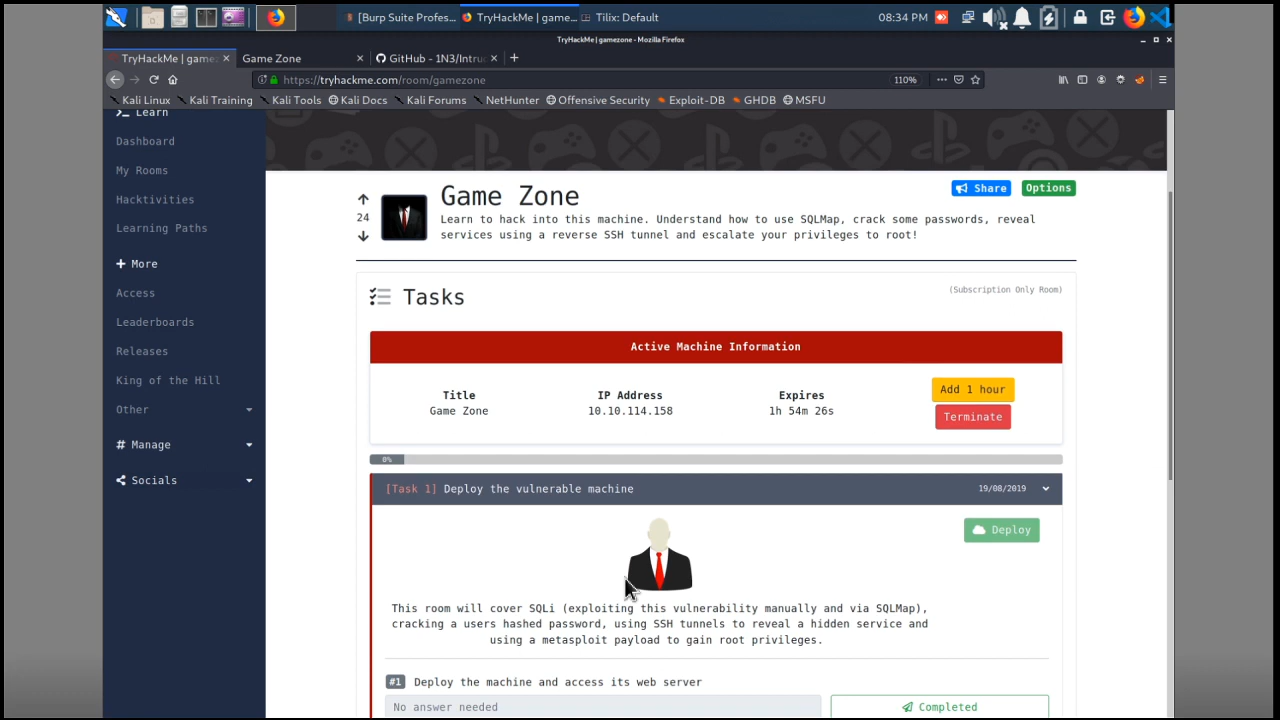 [Burp Suite Profes...
TryHackMe | game...
Tilix: Default
08:34 PM
TryHackMe | gamezone - Mozilla Firefox
TryHackMe | game:
Game Zone
GitHub - 1N3/Intru
https://tryhackme.com/room/gamezone
110%
Kali Linux
Kali Training
Kali Tools
Kali Docs
Kali Forums
NetHunter
Offensive Security
Exploit-DB
GHDB
MSFU
Learn
Dashboard
My Rooms
Hacktivities
Learning Paths
More
Access
Leaderboards
Releases
King of the Hill
Other
# Manage
Socials
24
Game Zone
Share
Options
Learn to hack into this machine. Understand how to use SQLMap, crack some passwords, reveal
services using a reverse SSH tunnel and escalate your privileges to root!
Tasks
(Subscription Only Room)
Active Machine Information
Title
IP Address
Expires
Game Zone
10.10.114.158
1h 54m 26s
Add 1 hour
Terminate
0%
[Task 1] Deploy the vulnerable machine
19/08/2019
Deploy
This room will cover SQLi (exploiting this vulnerability manually and via SQLMap),
cracking a users hashed password, using SSH tunnels to reveal a hidden service and
using a metasploit payload to gain root privileges.
#1 Deploy the machine and access its web server
No answer needed
Completed